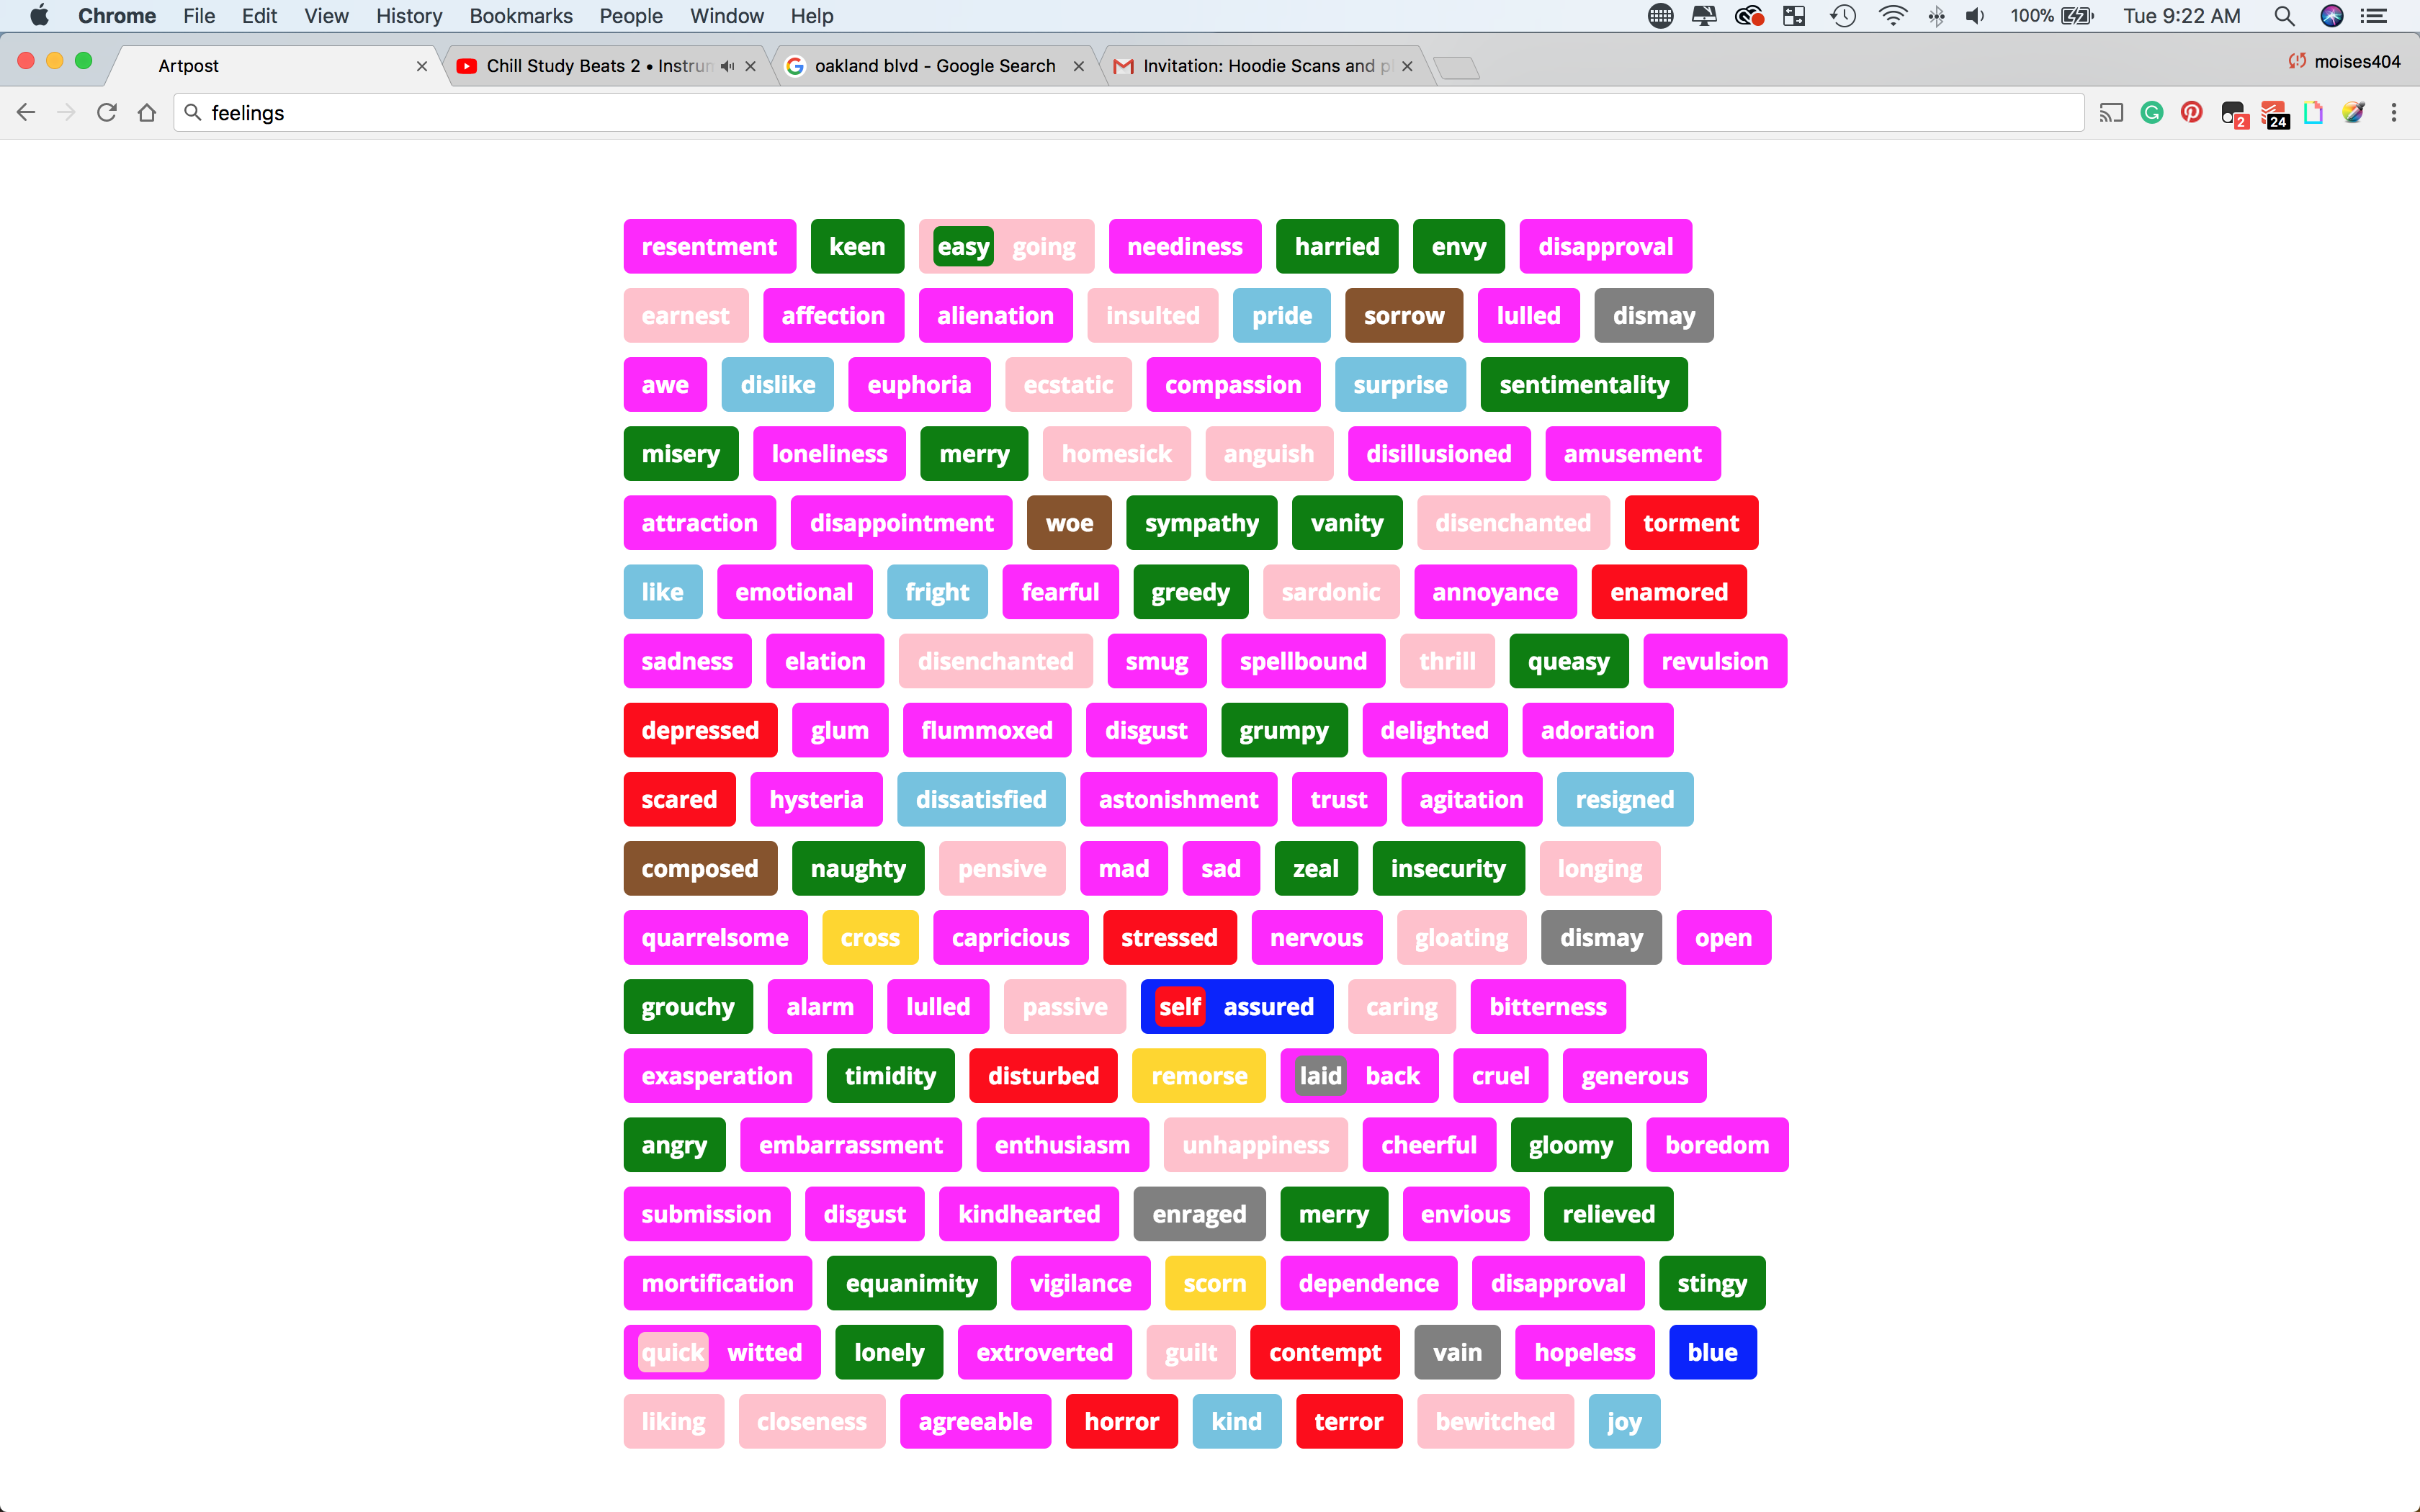 Chrome File Edit View History Bookmarks People Window Help 100% Tue 9:22 AM
Artpost Chill Study Beats 2 • Instrum oakland blvd - Google Search Invitation: Hoodie Scans and pl moises404
feelings 2 24
resentment keen easy going neediness harried envy disapproval
earnest affection alienation insulted pride sorrow lulled dismay
awe dislike euphoria ecstatic compassion surprise sentimentality
misery loneliness merry homesick anguish disillusioned amusement
attraction disappointment woe sympathy vanity disenchanted torment
like emotional fright fearful greedy sardonic annoyance enamored
sadness elation disenchanted smug spellbound thrill queasy revulsion
depressed glum flummoxed disgust grumpy delighted adoration
scared hysteria dissatisfied astonishment trust agitation resigned
composed naughty pensive mad sad zeal insecurity longing
quarrelsome cross capricious stressed nervous gloating dismay open
grouchy alarm lulled passive self assured caring bitterness
exasperation timidity disturbed remorse laid back cruel generous
angry embarrassment enthusiasm unhappiness cheerful gloomy boredom
submission disgust kindhearted enraged merry envious relieved
mortification equanimity vigilance scorn dependence disapproval stingy
quick witted lonely extroverted guilt contempt vain hopeless blue
liking closeness agreeable horror kind terror bewitched joy